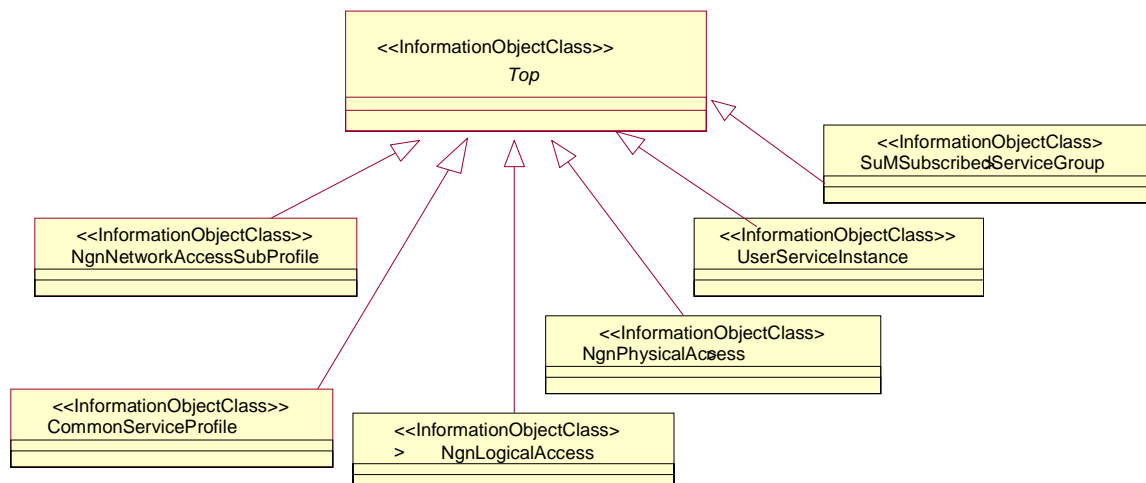 <<InformationObjectClass>>
Top
<<InformationObjectClass>
>
SuMSubscribedServiceGroup
<<InformationObjectClass>>
NgnNetworkAccessSubProfile
<<InformationObjectClass>>
UserServiceInstance
<<InformationObjectClass>
>
NgnPhysicalAccess
<<InformationObjectClass>>
CommonServiceProfile
<<InformationObjectClass>
> NgnLogicalAccess